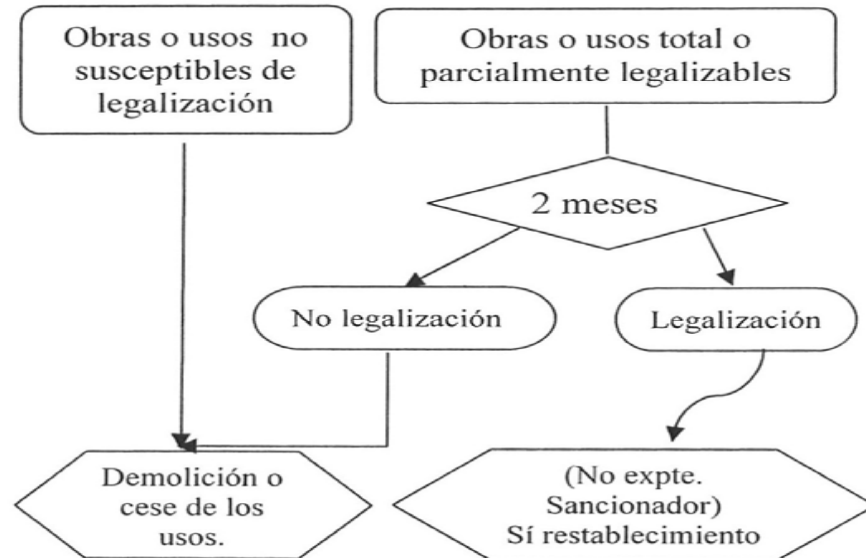 Obras o usos no
susceptibles de
legalización
Obras o usos total o
parcialmente legalizables
2 meses
No legalización
Legalización
Demolición o
cese de los
usos.
(No expte.
Sancionador)
Sí restablecimiento